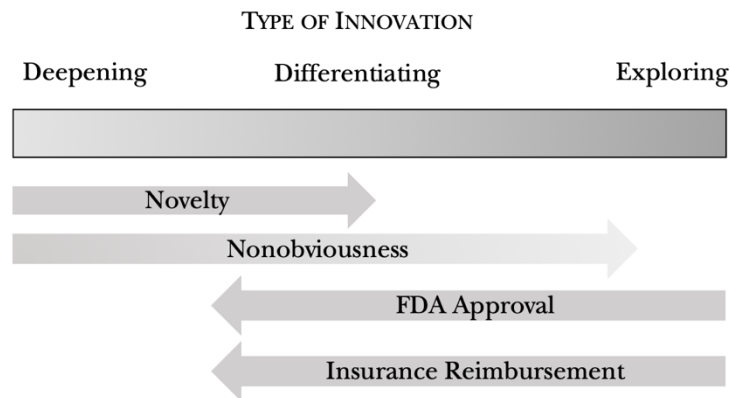 TYPE OF INNOVATION
Deepening Differentiating Exploring
Novelty
Nonobviousness
FDA Approval
Insurance Reimbursement